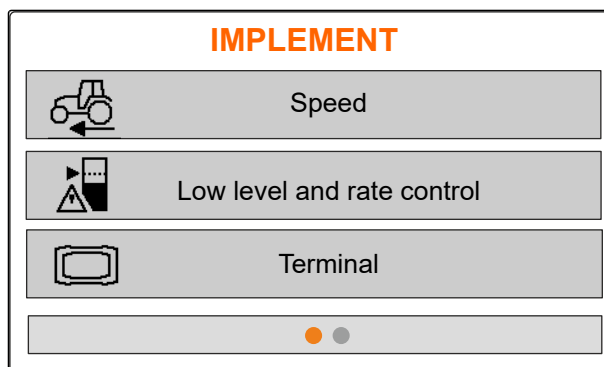 IMPLEMENT
Speed
Low level and rate control
Terminal